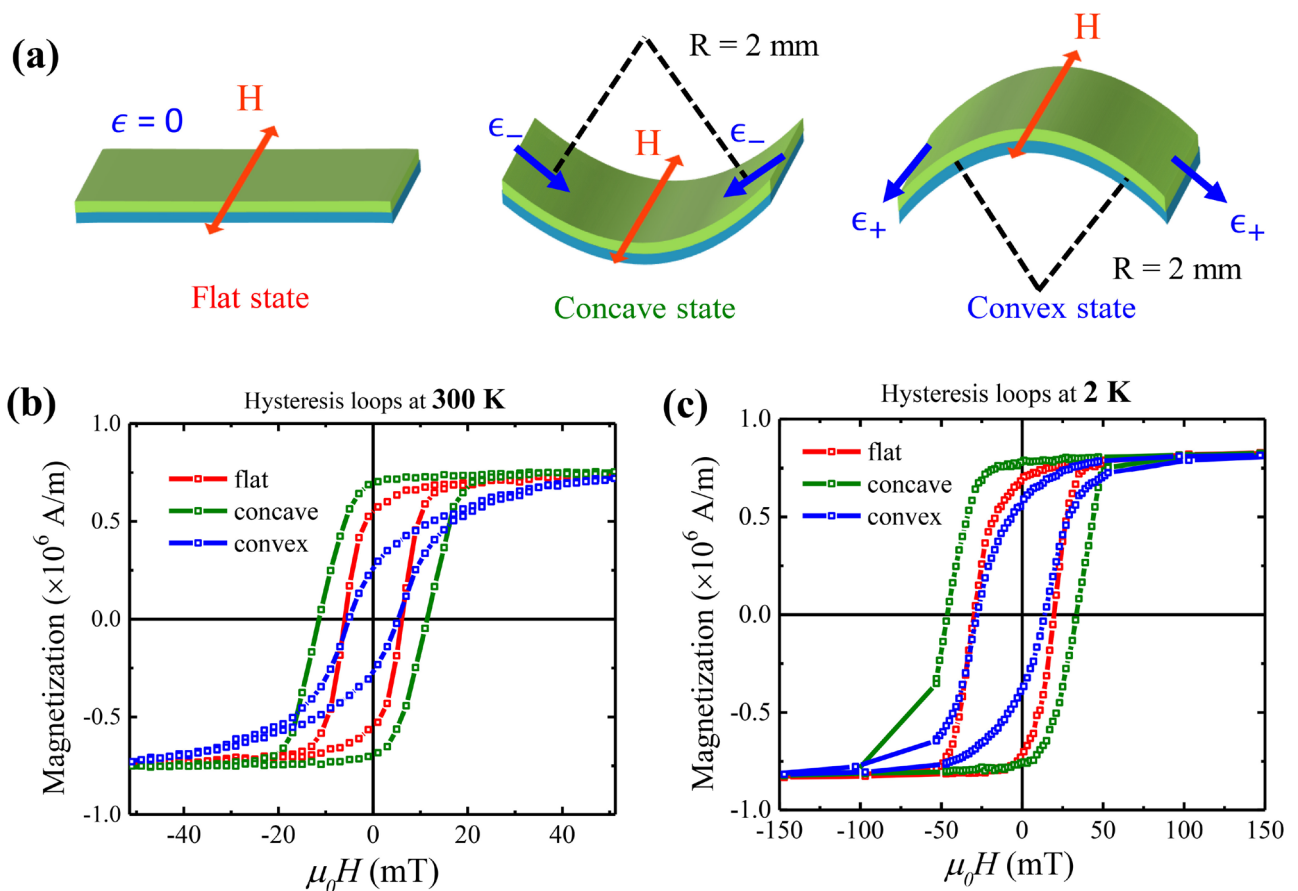 (a)
H
ϵ = 0
Flat state
R = 2 mm
ϵ− H ϵ−
Concave state
H
ϵ+ ϵ+
R = 2 mm
Convex state
(b)
Hysteresis loops at 300 K
Magnetization (×10⁶ A/m)
1.0
0.5
0.0
-0.5
-1.0
flat
concave
convex
-40 -20 0 20 40
μ₀H (mT)
(c)
Hysteresis loops at 2 K
Magnetization (×10⁶ A/m)
1.0
0.5
0.0
-0.5
-1.0
flat
concave
convex
-150 -100 -50 0 50 100 150
μ₀H (mT)